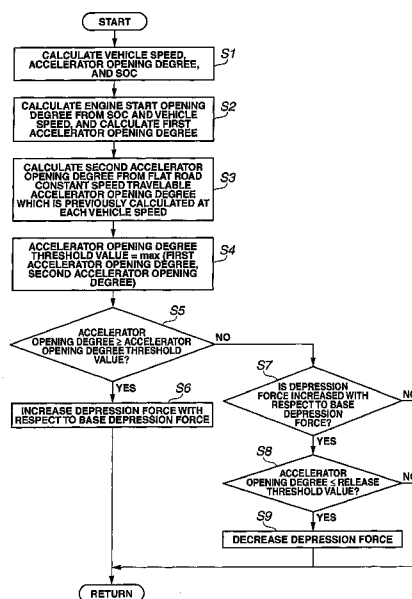 START
S1
CALCULATE VEHICLE SPEED,
ACCELERATOR OPENING DEGREE,
AND SOC
S2
CALCULATE ENGINE START OPENING
DEGREE FROM SOC AND VEHICLE
SPEED, AND CALCULATE FIRST
ACCELERATOR OPENING DEGREE
S3
CALCULATE SECOND ACCELERATOR
OPENING DEGREE FROM FLAT ROAD
CONSTANT SPEED TRAVELABLE
ACCELERATOR OPENING DEGREE
WHICH IS PREVIOUSLY CALCULATED AT
EACH VEHICLE SPEED
S4
ACCELERATOR OPENING DEGREE
THRESHOLD VALUE = max (FIRST
ACCELERATOR OPENING DEGREE,
SECOND ACCELERATOR OPENING
DEGREE)
S5
ACCELERATOR
OPENING DEGREE ≥ ACCELERATOR
OPENING DEGREE THRESHOLD
VALUE?
NO
YES
S6
INCREASE DEPRESSION FORCE WITH
RESPECT TO BASE DEPRESSION FORCE
S7
IS DEPRESSION
FORCE INCREASED WITH
RESPECT TO BASE
DEPRESSION
FORCE?
NO
YES
S8
ACCELERATOR
OPENING DEGREE ≤ RELEASE
THRESHOLD VALUE?
NO
YES
S9
DECREASE DEPRESSION FORCE
RETURN